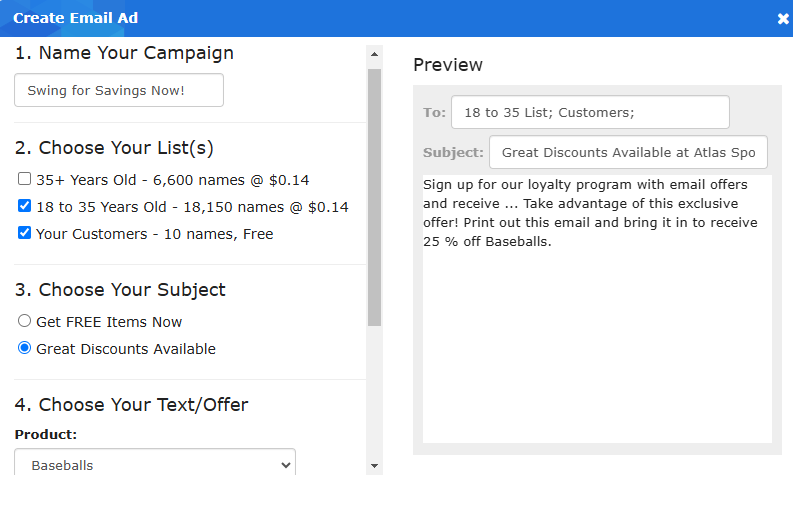 Create Email Ad
1. Name Your Campaign
Swing for Savings Now!
2. Choose Your List(s)
35+ Years Old - 6,600 names @ $0.14
18 to 35 Years Old - 18,150 names @ $0.14
Your Customers - 10 names, Free
3. Choose Your Subject
Get FREE Items Now
Great Discounts Available
4. Choose Your Text/Offer
Product:
Baseballs
Preview
To: 18 to 35 List; Customers;
Subject: Great Discounts Available at Atlas Spo
Sign up for our loyalty program with email offers
and receive ... Take advantage of this exclusive
offer! Print out this email and bring it in to receive
25 % off Baseballs.